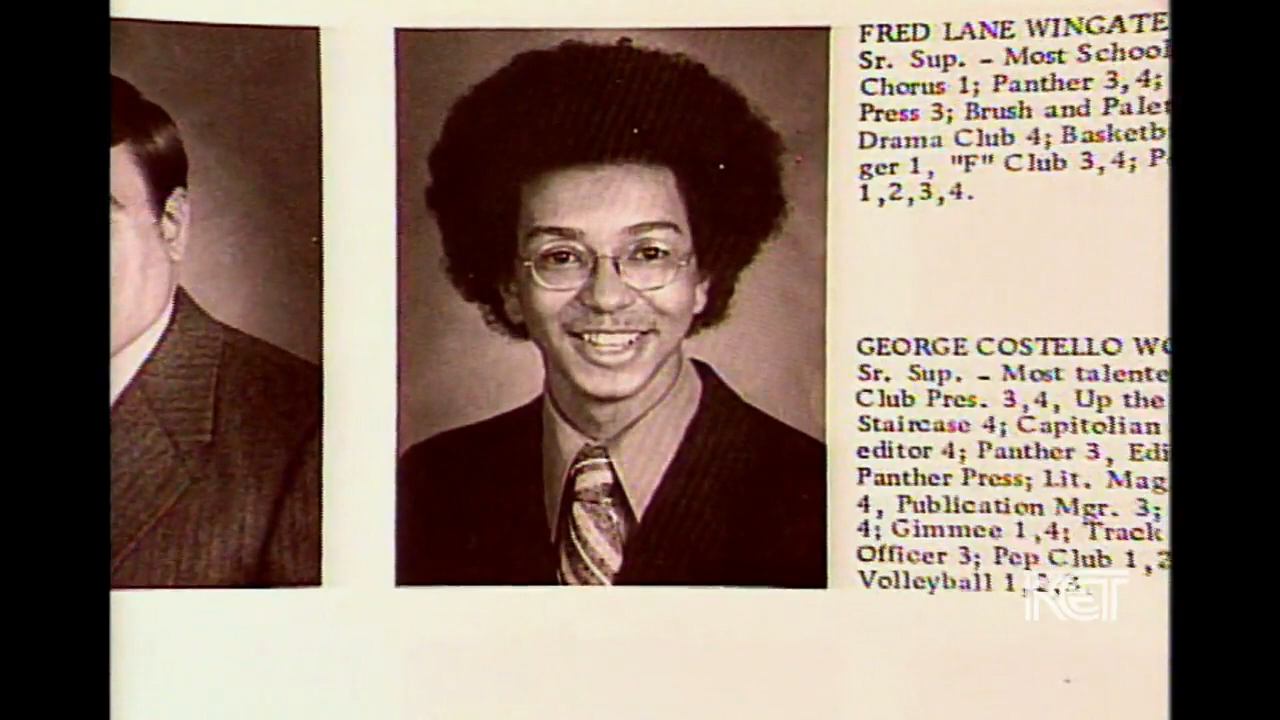 FRED LANE WINGATE
Sr. Sup. - Most School
Chorus 1; Panther 3,4;
Press 3; Brush and Palet
Drama Club 4; Basketb
ger 1, "F" Club 3,4; P
1,2,3,4.
GEORGE COSTELLO WO
Sr. Sup. - Most talente
Club Pres. 3,4, Up the
Staircase 4; Capitolian
editor 4; Panther 3, Edi
Panther Press; Lit. Mag
4, Publication Mgr. 3;
4; Gimmee 1,4; Track
Officer 3; Pep Club 1,2
Volleyball 1,2,3.
KET